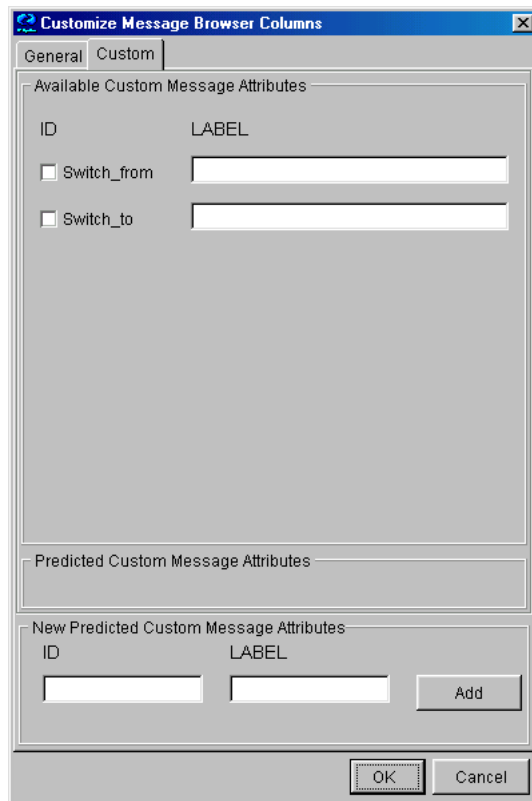 Customize Message Browser Columns
General Custom
Available Custom Message Attributes
ID LABEL
Switch_from
Switch_to
Predicted Custom Message Attributes
New Predicted Custom Message Attributes
ID LABEL
Add
OK Cancel